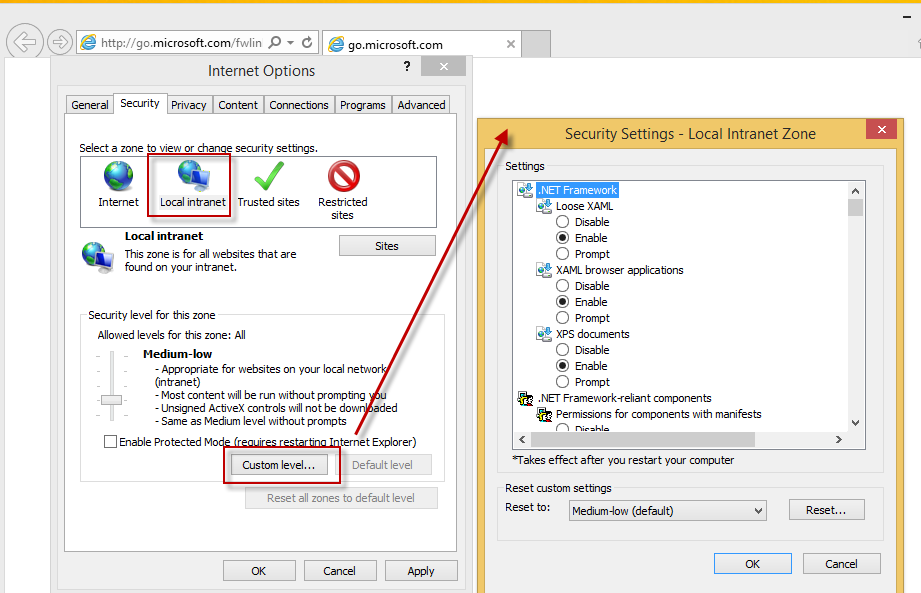 http://go.microsoft.com/fwlin
go.microsoft.com
Internet Options
?
General
Security
Privacy
Content
Connections
Programs
Advanced
Select a zone to view or change security settings.
Internet
Local intranet
Trusted sites
Restricted
sites
Local intranet
This zone is for all websites that are
found on your intranet.
Sites
Security level for this zone
Allowed levels for this zone: All
Medium-low
- Appropriate for websites on your local network
(intranet)
- Most content will be run without prompting you
- Unsigned ActiveX controls will not be downloaded
- Same as Medium level without prompts
Enable Protected Mode (requires restarting Internet Explorer)
Custom level...
Default level
Reset all zones to default level
OK
Cancel
Apply
Security Settings - Local Intranet Zone
Settings
.NET Framework
Loose XAML
Disable
Enable
Prompt
XAML browser applications
Disable
Enable
Prompt
XPS documents
Disable
Enable
Prompt
.NET Framework-reliant components
Permissions for components with manifests
Disable
*Takes effect after you restart your computer
Reset custom settings
Reset to:
Medium-low (default)
Reset...
OK
Cancel